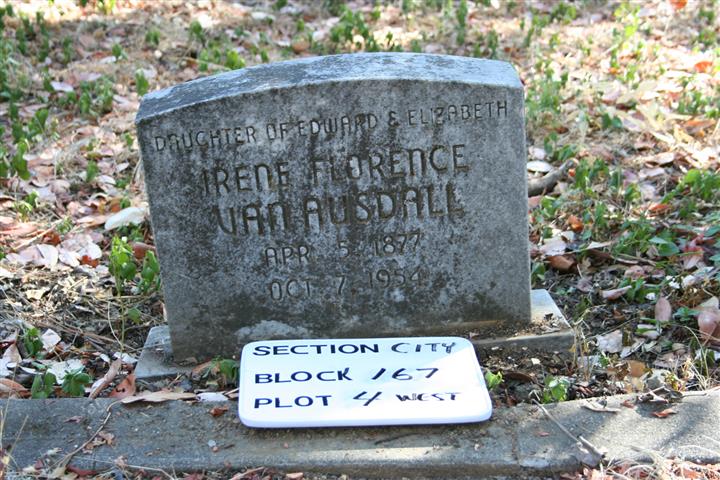 DAUGHTER OF EDWARD & ELIZABETH
IRENE FLORENCE
VAN AUSDALL
APR 5, 1877
OCT 7, 1954
SECTION CITY
BLOCK 167
PLOT 4 WEST